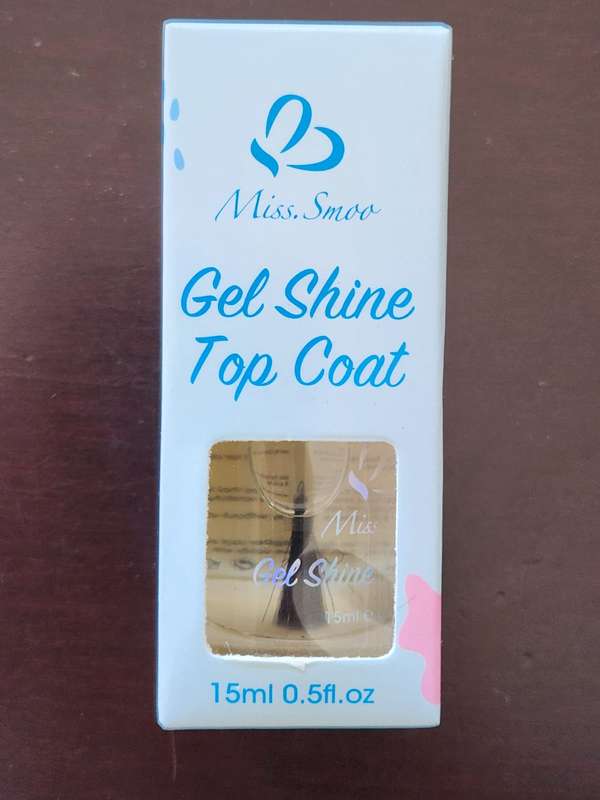 Miss.Smoo
Gel Shine
Top Coat
Miss
Gel Shine
15ml e
15ml 0.5fl.oz